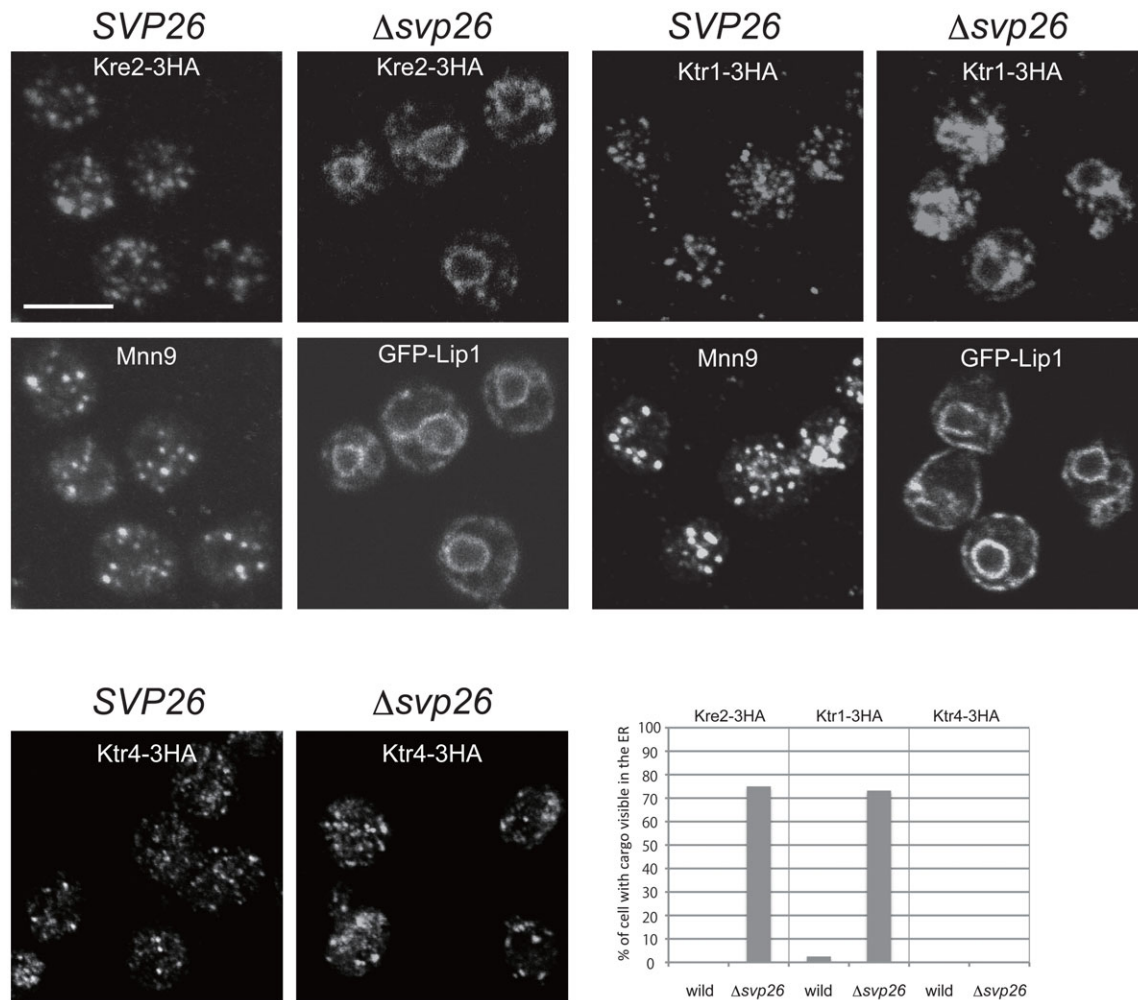 SVP26 Δsvp26 SVP26 Δsvp26
Kre2-3HA Kre2-3HA Ktr1-3HA Ktr1-3HA
Mnn9 GFP-Lip1 Mnn9 GFP-Lip1
SVP26 Δsvp26
Ktr4-3HA Ktr4-3HA
Kre2-3HA Ktr1-3HA Ktr4-3HA
% of cell with cargo visible in the ER
100
90
80
70
60
50
40
30
20
10
0
wild Δsvp26 wild Δsvp26 wild Δsvp26